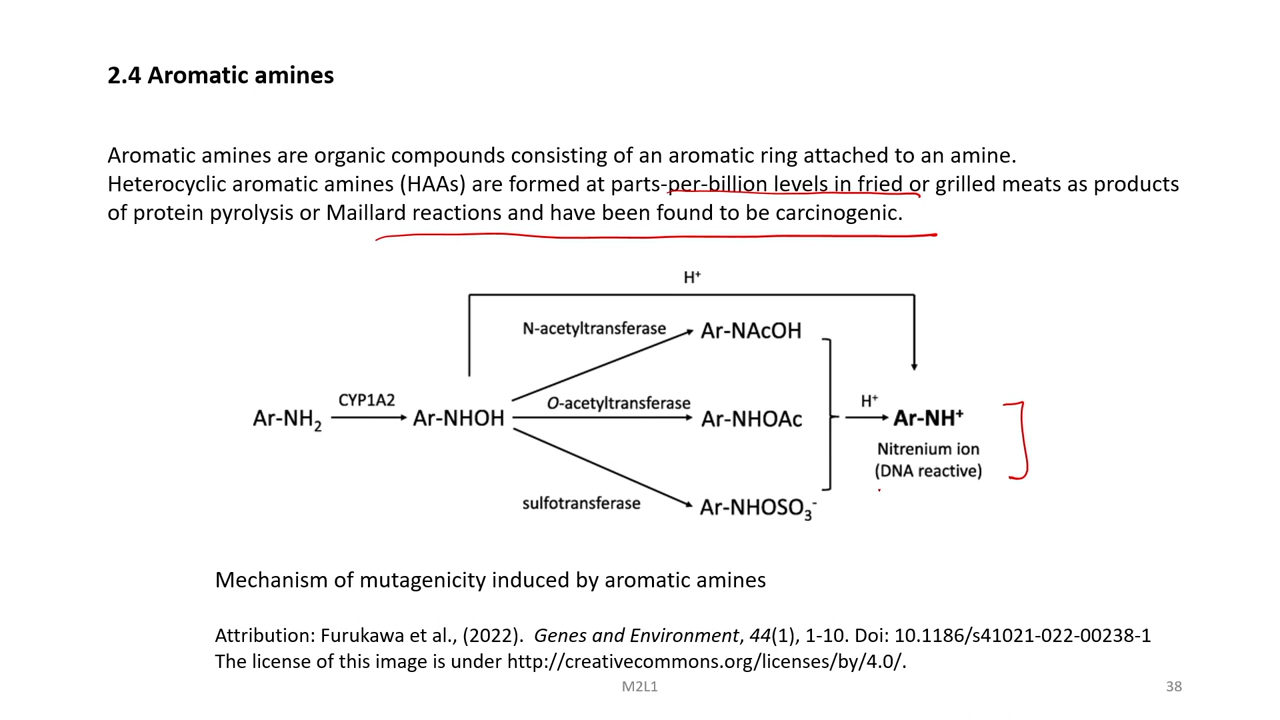 2.4 Aromatic amines
Aromatic amines are organic compounds consisting of an aromatic ring attached to an amine.
Heterocyclic aromatic amines (HAAs) are formed at parts-per-billion levels in fried or grilled meats as products
of protein pyrolysis or Maillard reactions and have been found to be carcinogenic.
H⁺
N-acetyltransferase
Ar-NAcOH
CYP1A2
O-acetyltransferase
H⁺
Ar-NH₂
Ar-NHOH
Ar-NHOAc
Ar-NH⁺
Nitrenium ion
(DNA reactive)
sulfotransferase
Ar-NHOSO₃⁻
Mechanism of mutagenicity induced by aromatic amines
Attribution: Furukawa et al., (2022). Genes and Environment, 44(1), 1-10. Doi: 10.1186/s41021-022-00238-1
The license of this image is under http://creativecommons.org/licenses/by/4.0/.
M2L1
38